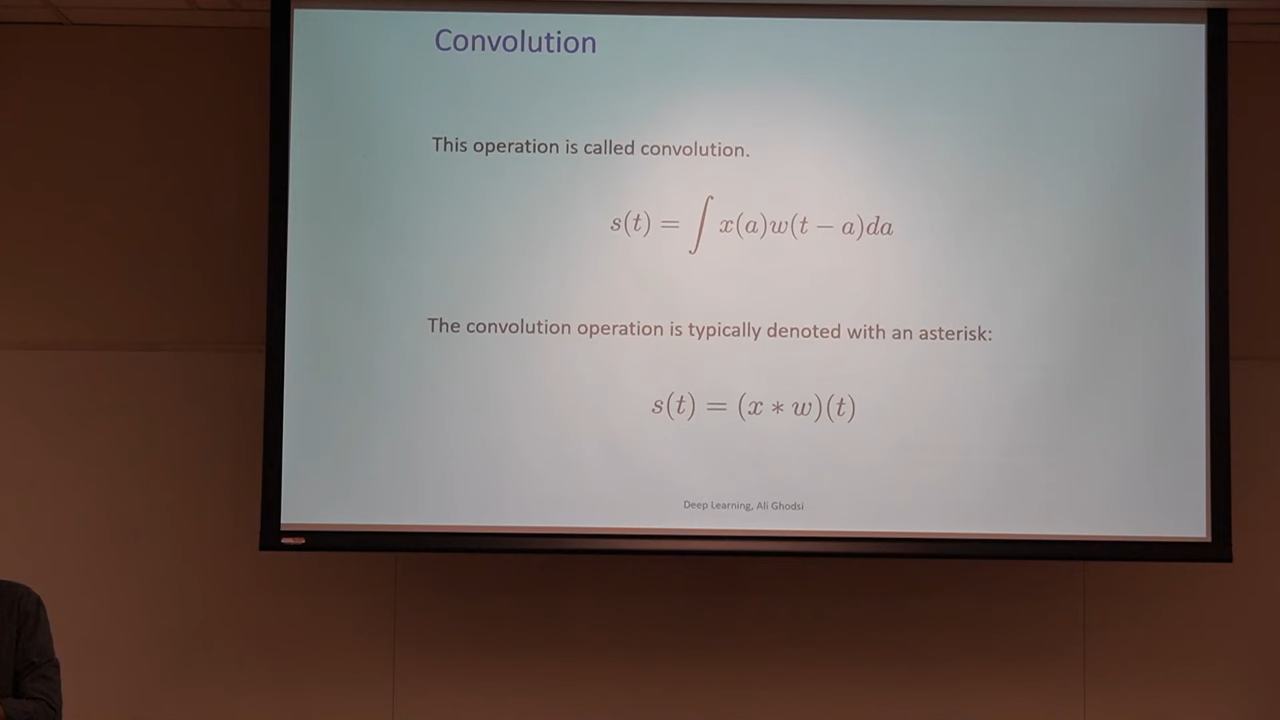 Convolution
This operation is called convolution.
s(t) = ∫ x(a)w(t − a)da
The convolution operation is typically denoted with an asterisk:
s(t) = (x ∗ w)(t)
Deep Learning, Ali Ghodsi